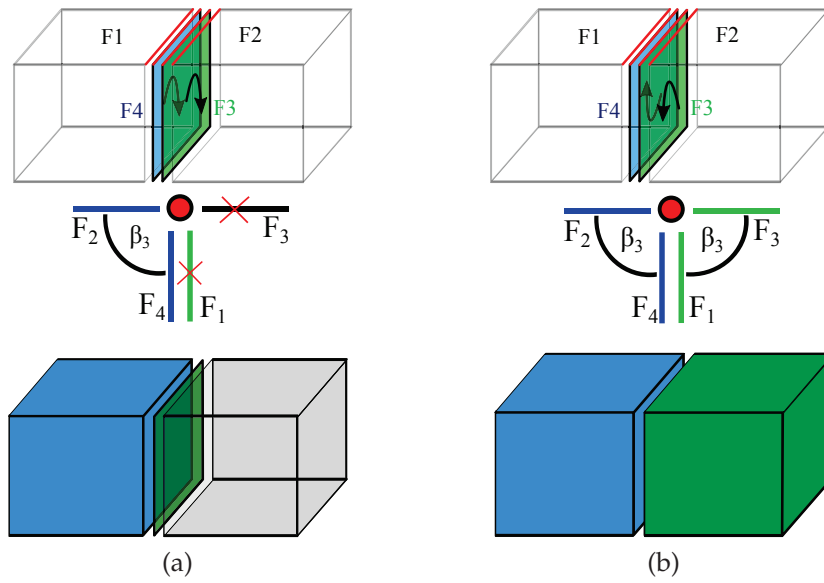 F1 F2
F4 F3
F2 β3 F3
F4 F1
(a)
F1 F2
F4 F3
F2 β3 β3 F3
F4 F1
(b)